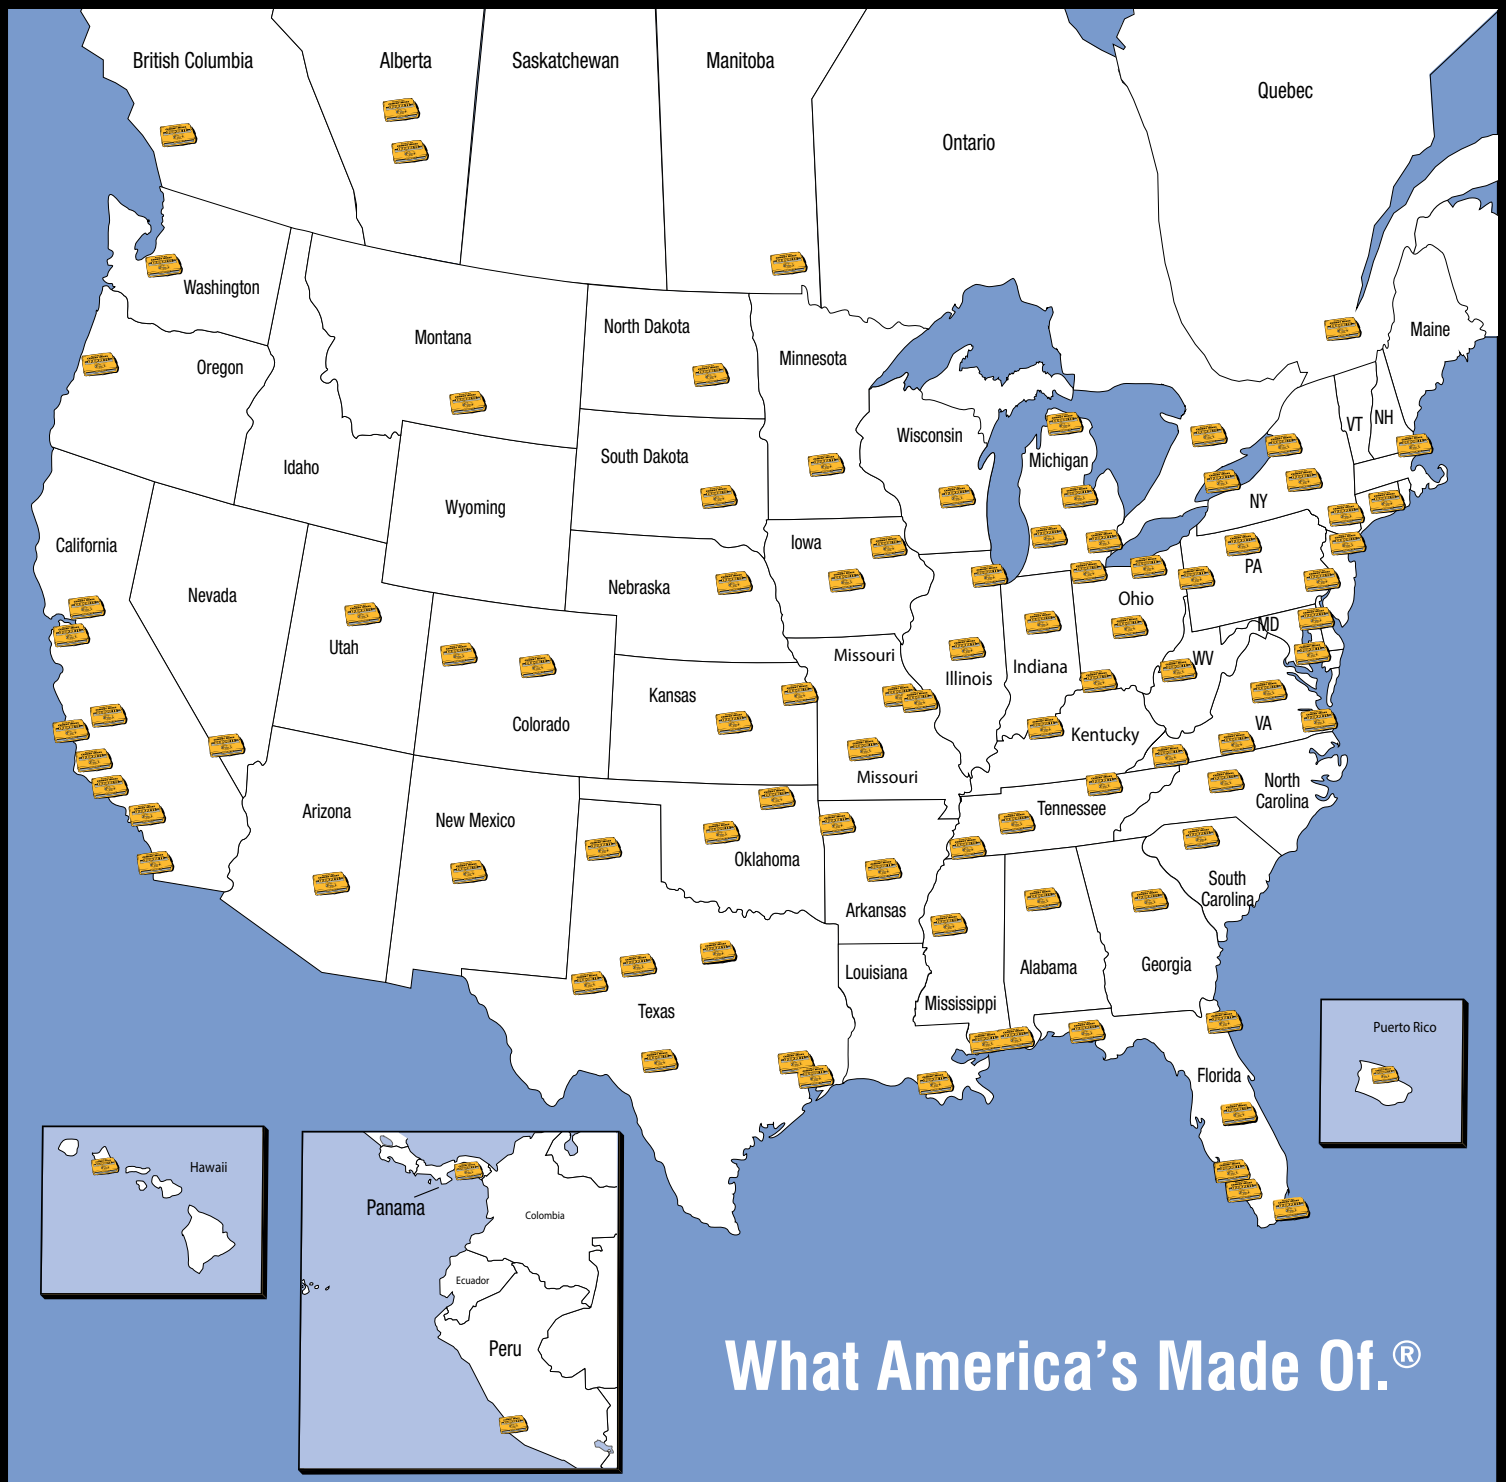 British Columbia
Alberta
Saskatchewan
Manitoba
Ontario
Quebec
Washington
Oregon
Montana
North Dakota
Minnesota
Maine
VT
NH
Idaho
South Dakota
Wisconsin
Michigan
Wyoming
NY
California
Iowa
PA
Nevada
Nebraska
Ohio
MD
Utah
Missouri
WV
Illinois
Indiana
Kansas
Colorado
VA
Kentucky
Missouri
North
Carolina
Arizona
New Mexico
Tennessee
Oklahoma
South
Carolina
Arkansas
Louisiana
Alabama
Georgia
Mississippi
Texas
Puerto Rico
Florida
Hawaii
Panama
Colombia
Ecuador
Peru
What America's Made Of.®